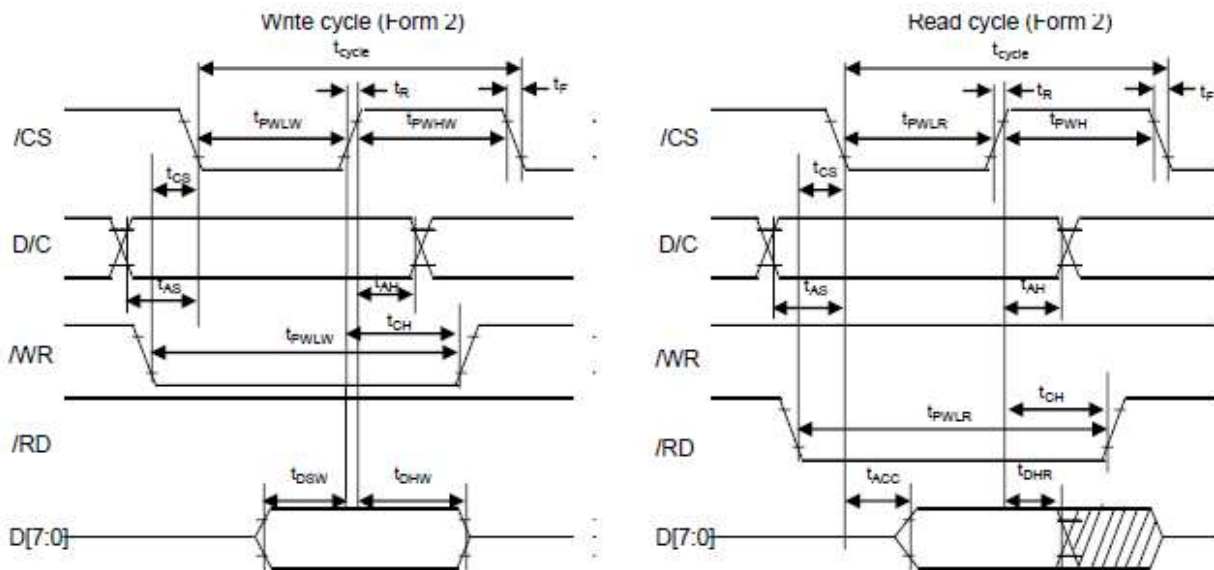 Write cycle (Form 2)
tcycle
tR
tF
/CS
tPWLW
tPWHW
tCS
D/C
tAS
tAH
tCH
/WR
tPWLW
/RD
tDSW
tDHW
D[7:0]
Read cycle (Form 2)
tcycle
tR
tF
/CS
tPWLR
tPWH
tCS
D/C
tAS
tAH
/WR
tCH
tPWLR
/RD
tACC
tDHR
D[7:0]